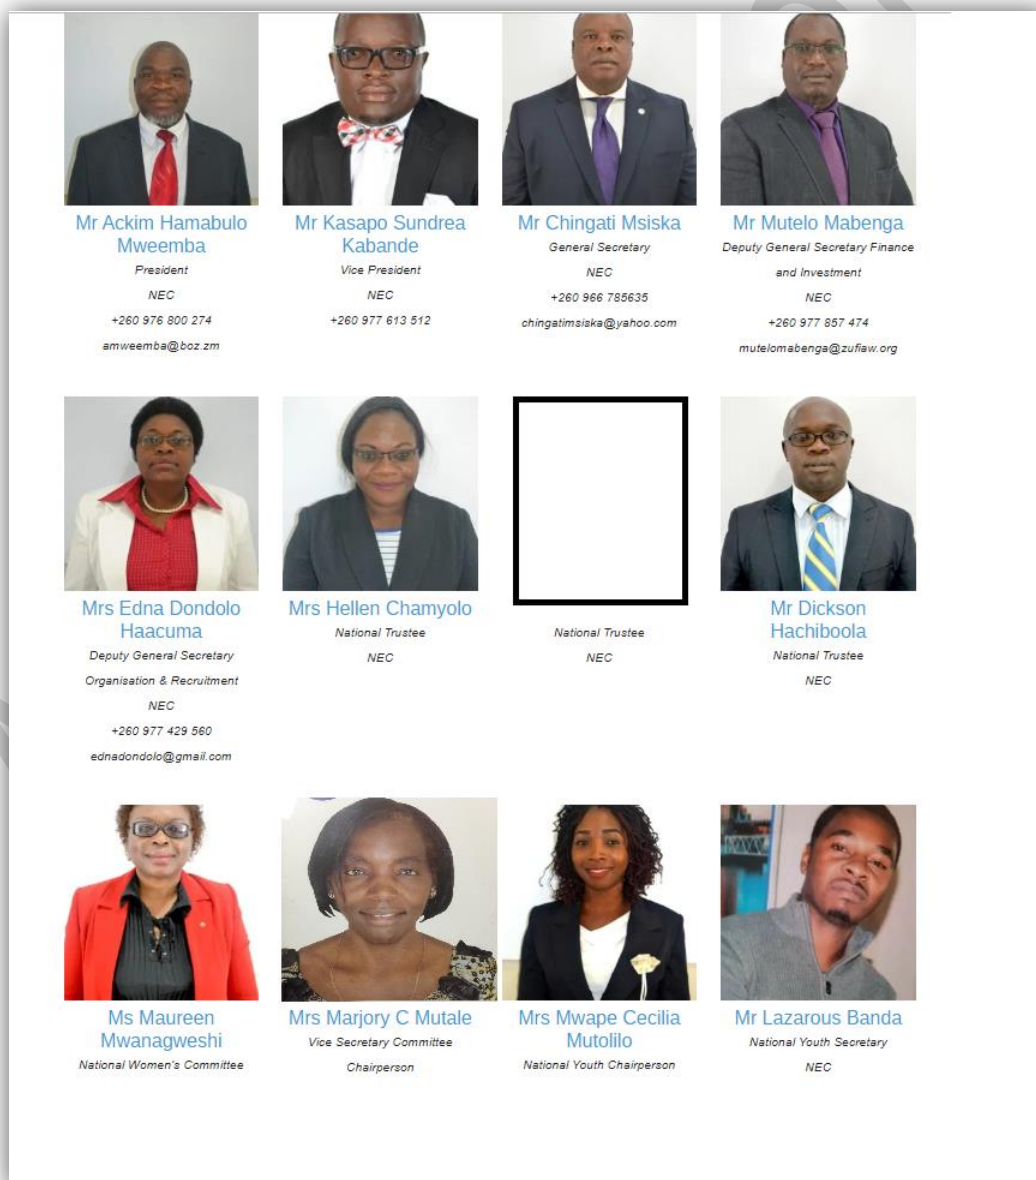 Mr Ackim Hamabulo
Mweemba
President
NEC
+260 976 800 274
amweemba@boz.zm
Mr Kasapo Sundrea
Kabande
Vice President
NEC
+260 977 613 512
Mr Chingati Msiska
General Secretary
NEC
+260 966 785635
chingatimsiska@yahoo.com
Mr Mutelo Mabenga
Deputy General Secretary Finance
and Investment
NEC
+260 977 857 474
mutelomabenga@zufiaw.org
Mrs Edna Dondolo
Haacuma
Deputy General Secretary
Organisation & Recruitment
NEC
+260 977 429 560
ednadondolo@gmail.com
Mrs Hellen Chamyolo
National Trustee
NEC
National Trustee
NEC
Mr Dickson
Hachiboola
National Trustee
NEC
Ms Maureen
Mwanagweshi
National Women's Committee
Mrs Marjory C Mutale
Vice Secretary Committee
Chairperson
Mrs Mwape Cecilia
Mutolilo
National Youth Chairperson
Mr Lazarous Banda
National Youth Secretary
NEC